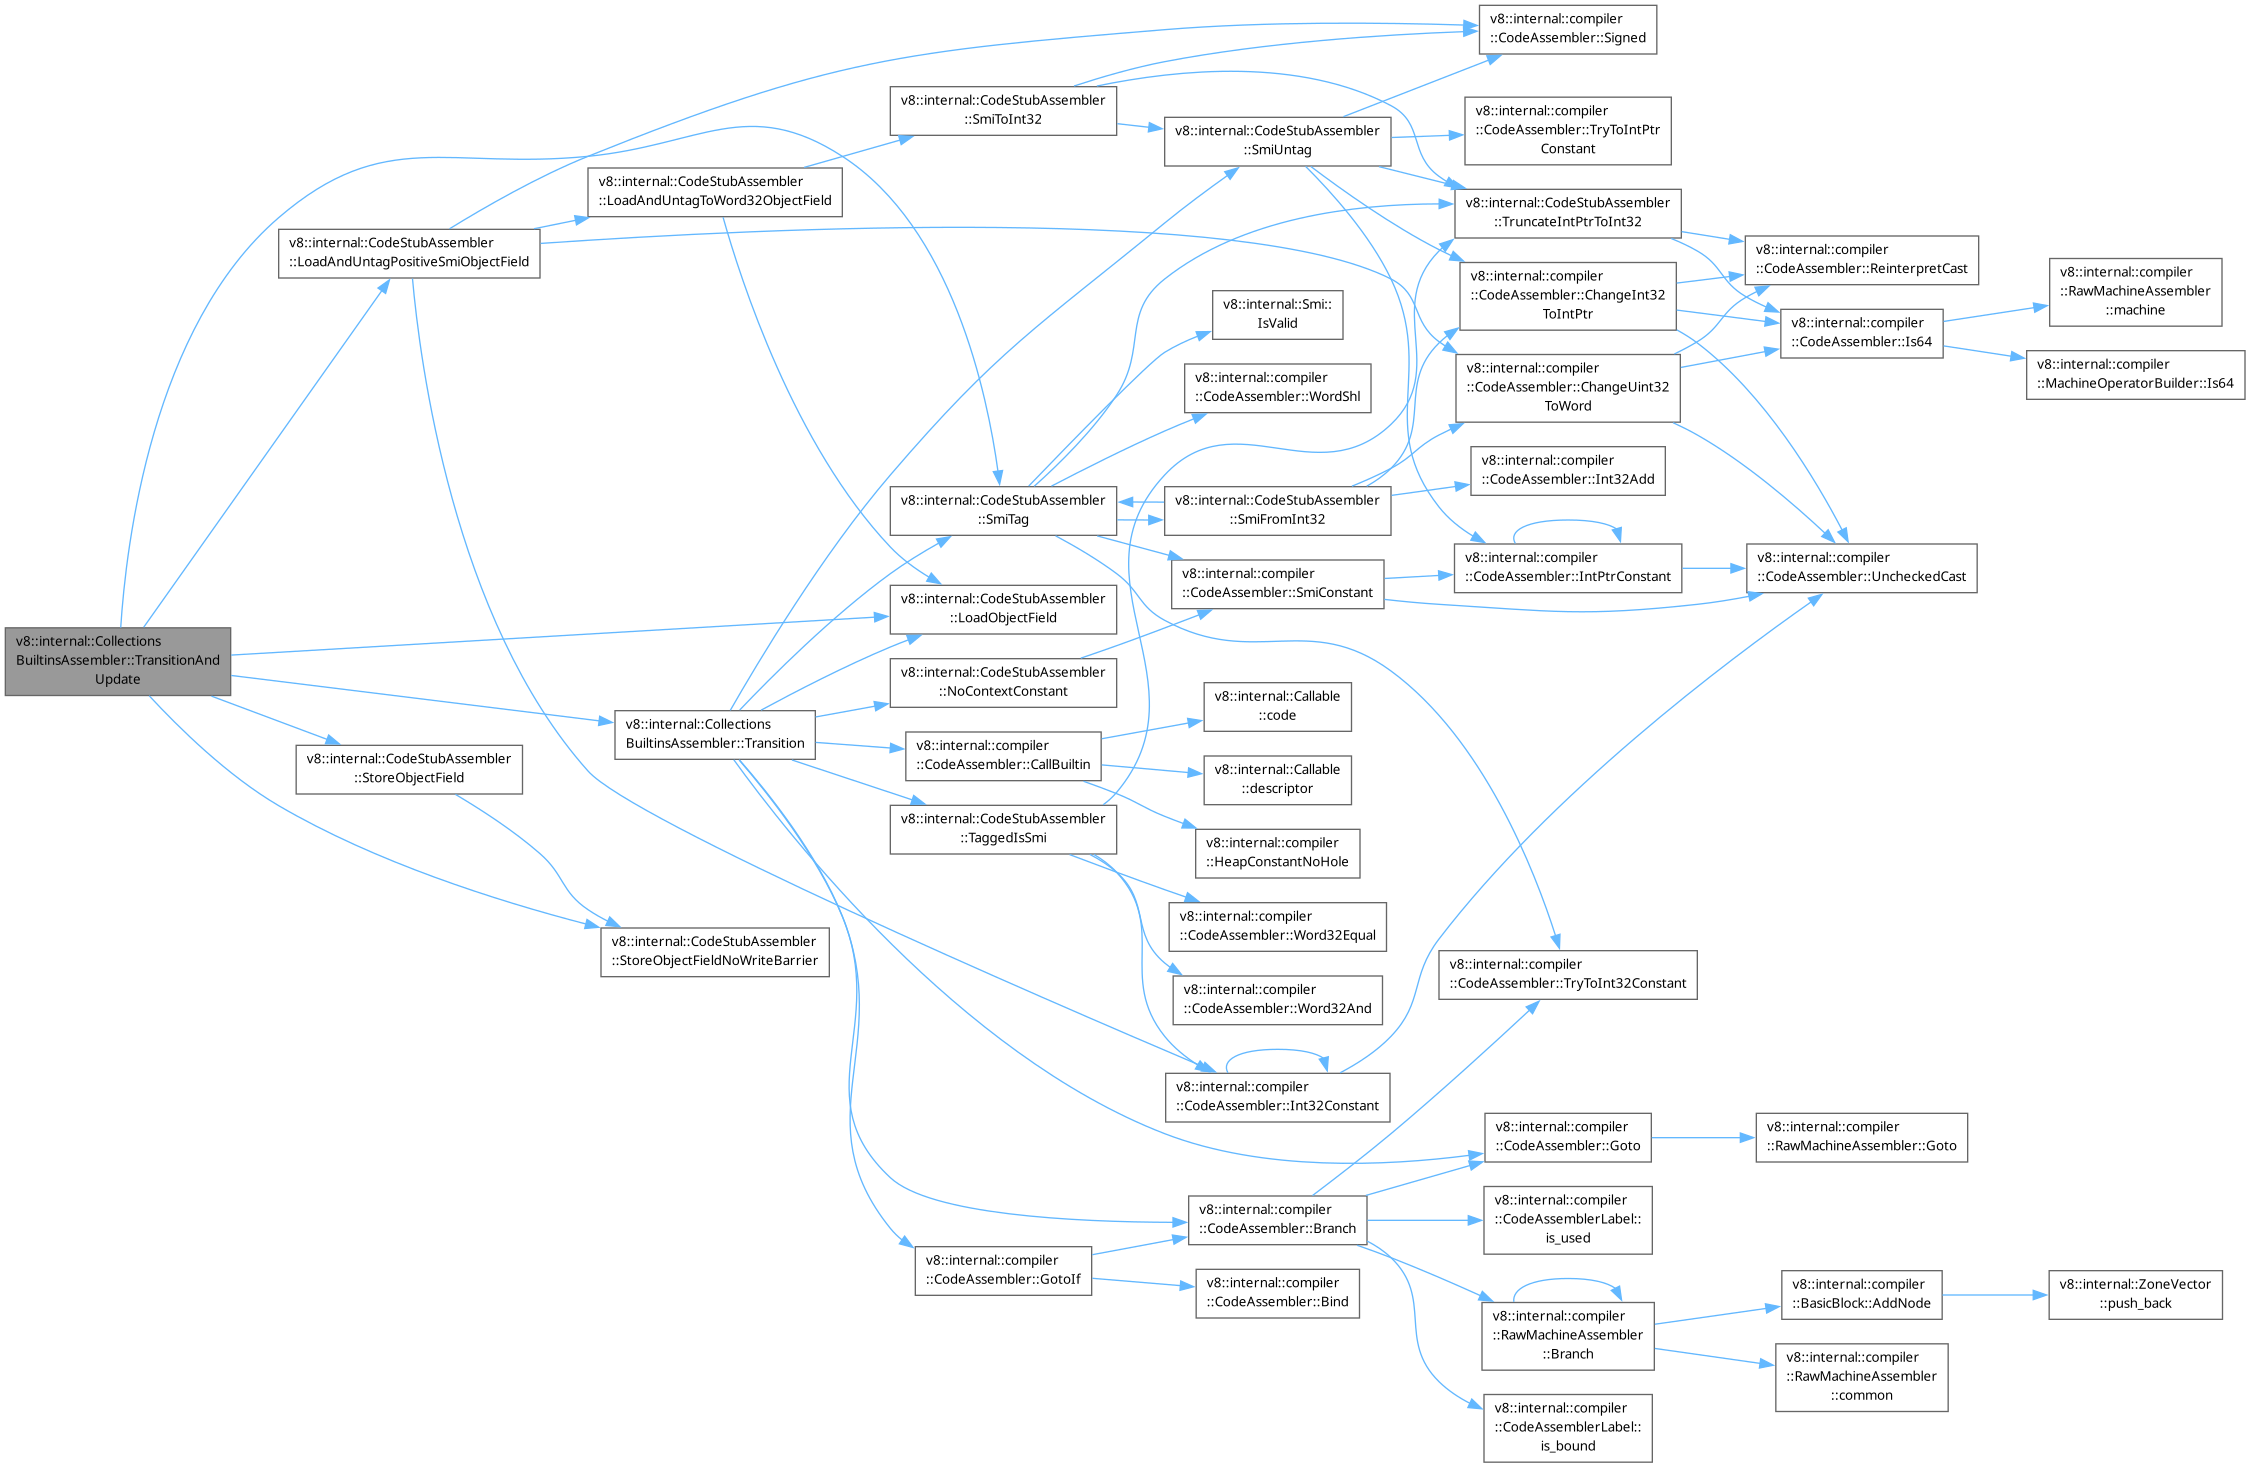 v8::internal::Collections
BuiltinsAssembler::TransitionAnd
Update
v8::internal::CodeStubAssembler
::LoadAndUntagPositiveSmiObjectField
v8::internal::CodeStubAssembler
::StoreObjectField
v8::internal::CodeStubAssembler
::LoadAndUntagToWord32ObjectField
v8::internal::Collections
BuiltinsAssembler::Transition
v8::internal::CodeStubAssembler
::StoreObjectFieldNoWriteBarrier
v8::internal::CodeStubAssembler
::SmiToInt32
v8::internal::CodeStubAssembler
::SmiTag
v8::internal::CodeStubAssembler
::LoadObjectField
v8::internal::CodeStubAssembler
::NoContextConstant
v8::internal::compiler
::CodeAssembler::CallBuiltin
v8::internal::CodeStubAssembler
::TaggedIsSmi
v8::internal::compiler
::CodeAssembler::GotoIf
v8::internal::CodeStubAssembler
::SmiUntag
v8::internal::Smi::
IsValid
v8::internal::compiler
::CodeAssembler::WordShl
v8::internal::CodeStubAssembler
::SmiFromInt32
v8::internal::compiler
::CodeAssembler::SmiConstant
v8::internal::Callable
::code
v8::internal::Callable
::descriptor
v8::internal::compiler
::HeapConstantNoHole
v8::internal::compiler
::CodeAssembler::Word32Equal
v8::internal::compiler
::CodeAssembler::Word32And
v8::internal::compiler
::CodeAssembler::Int32Constant
v8::internal::compiler
::CodeAssembler::Branch
v8::internal::compiler
::CodeAssembler::Bind
v8::internal::compiler
::CodeAssembler::Signed
v8::internal::compiler
::CodeAssembler::TryToIntPtr
Constant
v8::internal::CodeStubAssembler
::TruncateIntPtrToInt32
v8::internal::compiler
::CodeAssembler::ChangeInt32
ToIntPtr
v8::internal::compiler
::CodeAssembler::ChangeUint32
ToWord
v8::internal::compiler
::CodeAssembler::Int32Add
v8::internal::compiler
::CodeAssembler::IntPtrConstant
v8::internal::compiler
::CodeAssembler::TryToInt32Constant
v8::internal::compiler
::CodeAssembler::Goto
v8::internal::compiler
::CodeAssemblerLabel::
is_used
v8::internal::compiler
::RawMachineAssembler
::Branch
v8::internal::compiler
::CodeAssemblerLabel::
is_bound
v8::internal::compiler
::CodeAssembler::ReinterpretCast
v8::internal::compiler
::CodeAssembler::Is64
v8::internal::compiler
::CodeAssembler::UncheckedCast
v8::internal::compiler
::RawMachineAssembler::Goto
v8::internal::compiler
::BasicBlock::AddNode
v8::internal::compiler
::RawMachineAssembler
::common
v8::internal::compiler
::RawMachineAssembler
::machine
v8::internal::compiler
::MachineOperatorBuilder::Is64
v8::internal::ZoneVector
::push_back